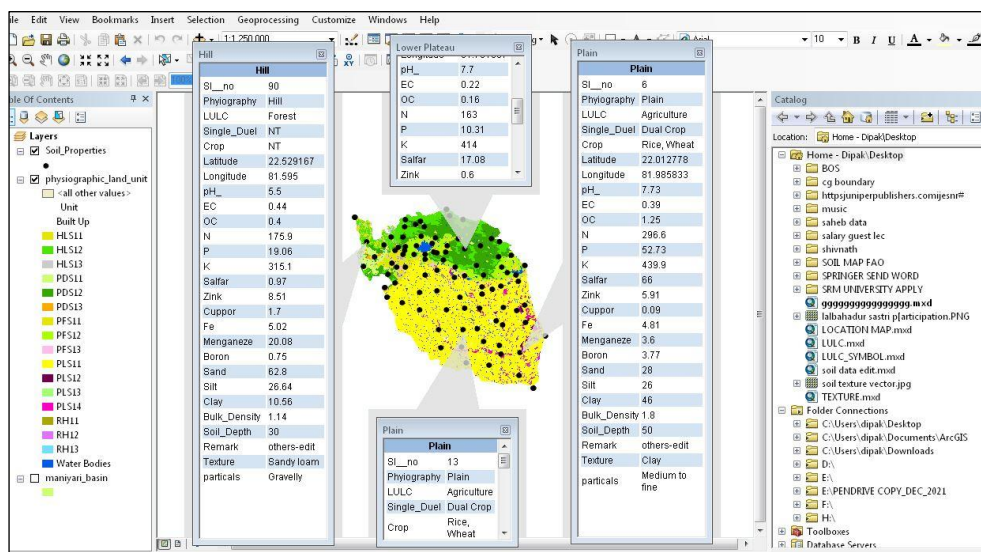 ile Edit View Bookmarks Insert Selection Geoprocessing Customize Windows Help
1:1,250,000
Arial 10 B I U A
able Of Contents
Layers
Soil_Properties
physiographic_land_unit
<all other values>
Unit
Built Up
HLS11
HLS12
HLS13
PDS11
PDS12
PDS13
PFS11
PFS12
PFS13
PLS11
PLS12
PLS13
PLS14
RH11
RH12
RH13
Water Bodies
maniyari_basin
Hill
Hill
Sl__no 90
Phyiography Hill
LULC Forest
Single_Duel NT
Crop NT
Latitude 22.529167
Longitude 81.595
pH_ 5.5
EC 0.44
OC 0.4
N 175.9
P 19.06
K 315.1
Salfar 0.97
Zink 8.51
Cuppor 1.7
Fe 5.02
Menganeze 20.08
Boron 0.75
Sand 62.8
Silt 26.64
Clay 10.56
Bulk_Density 1.14
Soil_Depth 30
Remark others-edit
Texture Sandy loam
particals Gravelly
Lower Plateau
pH_ 7.7
EC 0.22
OC 0.16
N 163
P 10.31
K 414
Salfar 17.08
Zink 0.6
Plain
Plain
Sl__no 13
Phyiography Plain
LULC Agriculture
Single_Duel Dual Crop
Crop Rice,
Wheat
Plain
Plain
Sl__no 6
Phyiography Plain
LULC Agriculture
Single_Duel Dual Crop
Crop Rice, Wheat
Latitude 22.012778
Longitude 81.985833
pH_ 7.73
EC 0.39
OC 1.25
N 296.6
P 52.73
K 439.9
Salfar 66
Zink 5.91
Cuppor 0.09
Fe 4.81
Menganeze 3.6
Boron 3.77
Sand 28
Silt 26
Clay 46
Bulk_Density 1.8
Soil_Depth 50
Remark others-edit
Texture Clay
particals Medium to
fine
Catalog
Location: Home - Dipak\Desktop
Home - Dipak\Desktop
BOS
cg boundary
httpsjuniperpublishers.comijesnr#
music
saheb data
salary guest lec
shivnath
SOIL MAP FAO
SPRINGER SEND WORD
SRM UNIVERSITY APPLY
lalbahadur sastri p[articipation.PNG
LOCATION MAP.mxd
LULC.mxd
LULC_SYMBOL.mxd
soil data edit.mxd
soil texture vector.jpg
TEXTURE.mxd
Folder Connections
C:\Users\dipak\Desktop
C:\Users\dipak\Documents\ArcGIS
C:\Users\dipak\Downloads
D:\
E:\
E:\PENDRIVE COPY_DEC_2021
F:\
H:\
Toolboxes
Database Servers